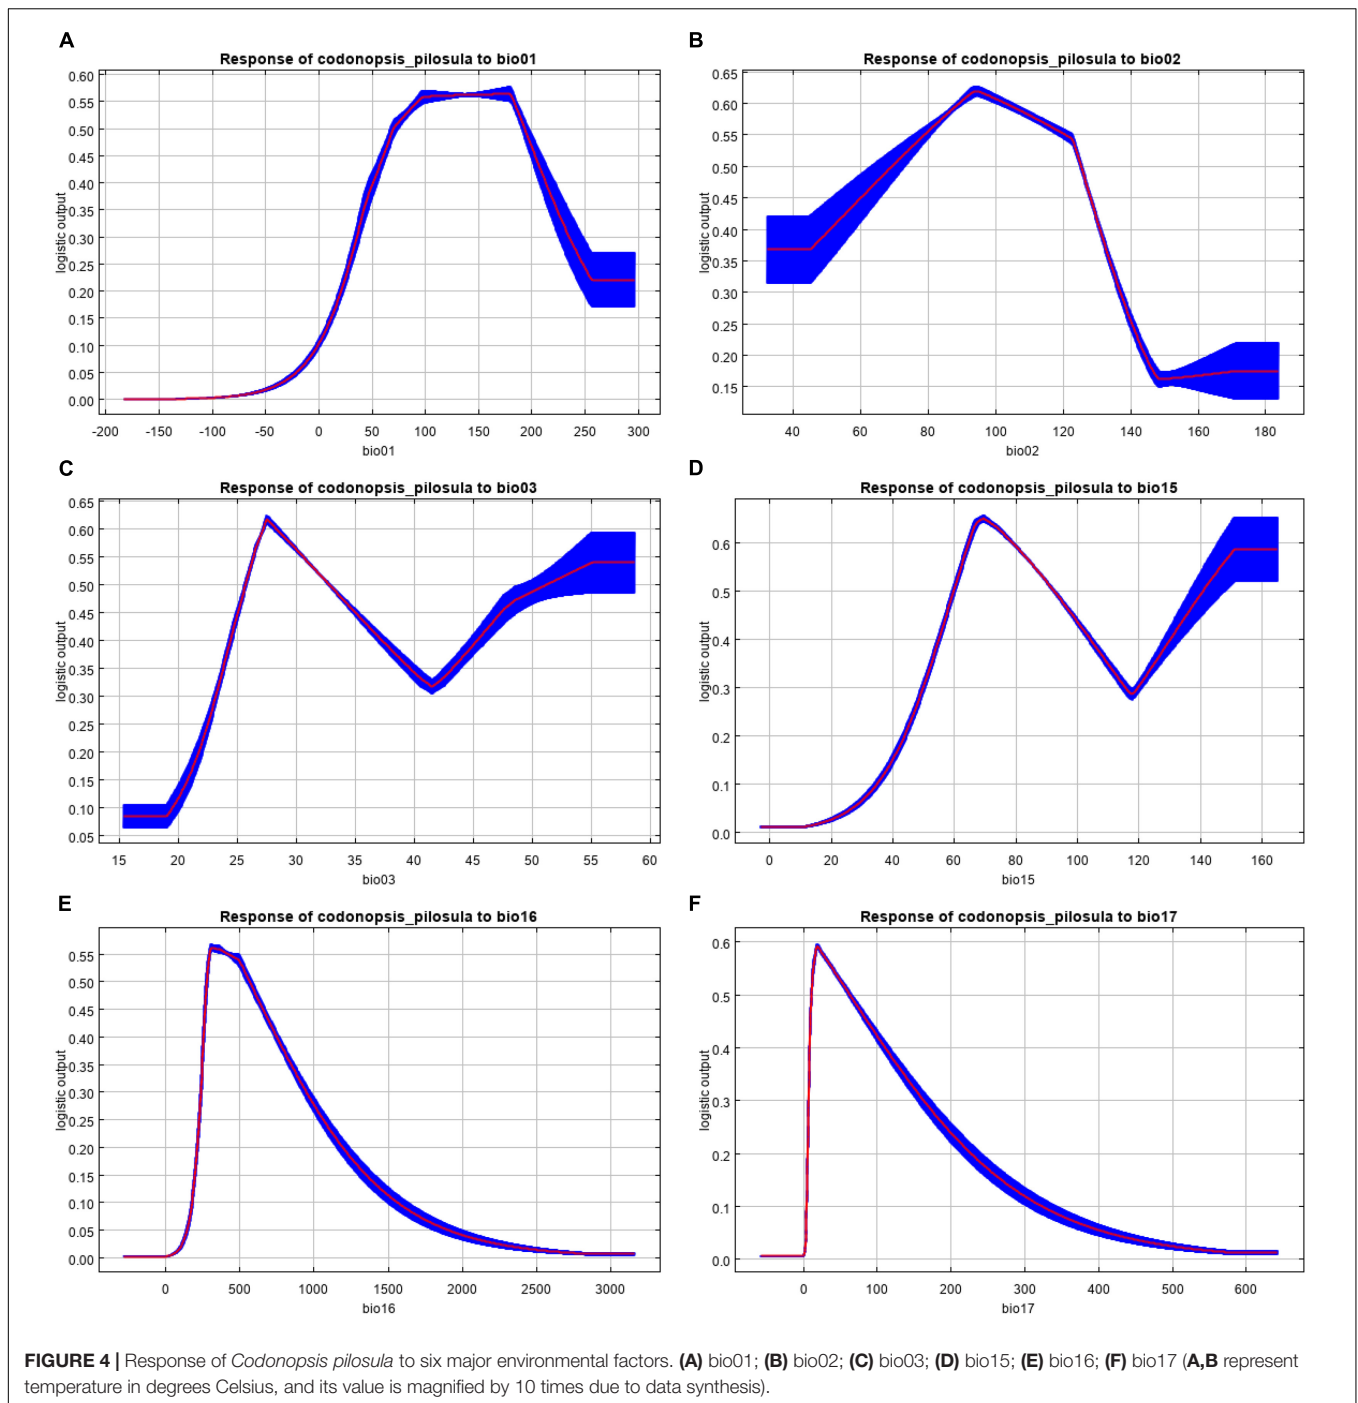 A
Response of codonopsis_pilosula to bio01
logistic output
0.60
0.55
0.50
0.45
0.40
0.35
0.30
0.25
0.20
0.15
0.10
0.05
0.00
-200 -150 -100 -50 0 50 100 150 200 250 300
bio01
B
Response of codonopsis_pilosula to bio02
logistic output
0.65
0.60
0.55
0.50
0.45
0.40
0.35
0.30
0.25
0.20
0.15
40 60 80 100 120 140 160 180
bio02
C
Response of codonopsis_pilosula to bio03
logistic output
0.65
0.60
0.55
0.50
0.45
0.40
0.35
0.30
0.25
0.20
0.15
0.10
0.05
15 20 25 30 35 40 45 50 55 60
bio03
D
Response of codonopsis_pilosula to bio15
logistic output
0.6
0.5
0.4
0.3
0.2
0.1
0.0
0 20 40 60 80 100 120 140 160
bio15
E
Response of codonopsis_pilosula to bio16
logistic output
0.55
0.50
0.45
0.40
0.35
0.30
0.25
0.20
0.15
0.10
0.05
0.00
0 500 1000 1500 2000 2500 3000
bio16
F
Response of codonopsis_pilosula to bio17
logistic output
0.6
0.5
0.4
0.3
0.2
0.1
0.0
0 100 200 300 400 500 600
bio17
FIGURE 4 | Response of Codonopsis pilosula to six major environmental factors. (A) bio01; (B) bio02; (C) bio03; (D) bio15; (E) bio16; (F) bio17 (A,B represent
temperature in degrees Celsius, and its value is magnified by 10 times due to data synthesis).